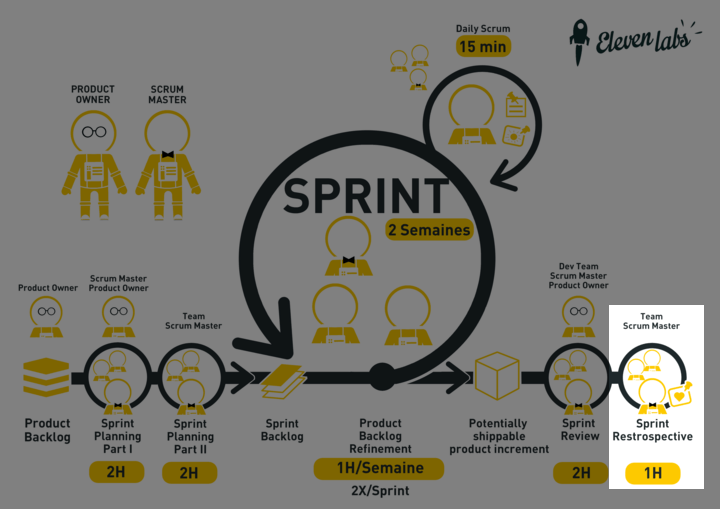 Daily Scrum
15 min
Eleven labs
PRODUCT
OWNER
SCRUM
MASTER
SPRINT
2 Semaines
Product Owner
Scrum Master
Product Owner
Team
Scrum Master
Dev Team
Scrum Master
Product Owner
Team
Scrum Master
Product
Backlog
Sprint
Planning
Part I
2H
Sprint
Planning
Part II
2H
Sprint
Backlog
Product
Backlog
Refinement
1H/Semaine
2X/Sprint
Potentially
shippable
product increment
Sprint
Review
2H
Sprint
Restrospective
1H